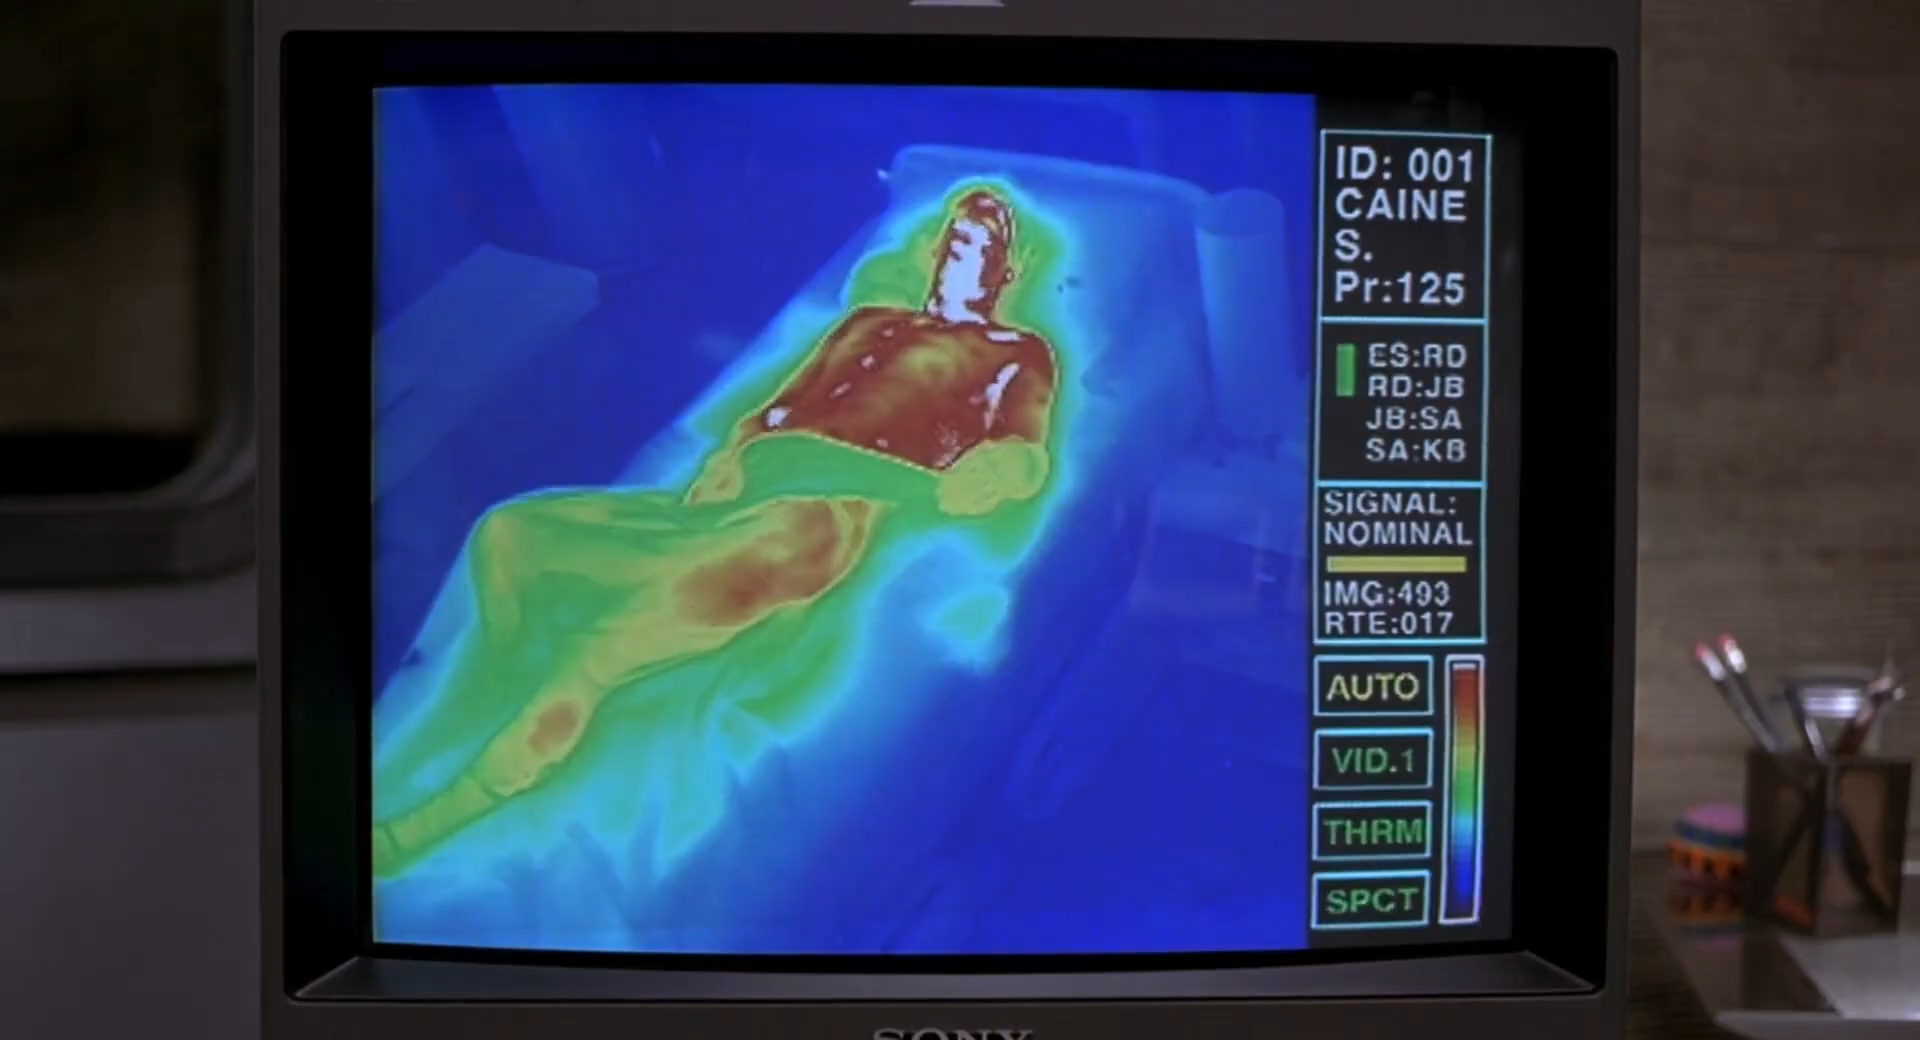 ID: 001
CAINE
S.
Pr:125
ES:RD
RD:JB
JB:SA
SA:KB
SIGNAL:
NOMINAL
IMG:493
RTE:017
AUTO
VID.1
THRM
SPCT
SONY